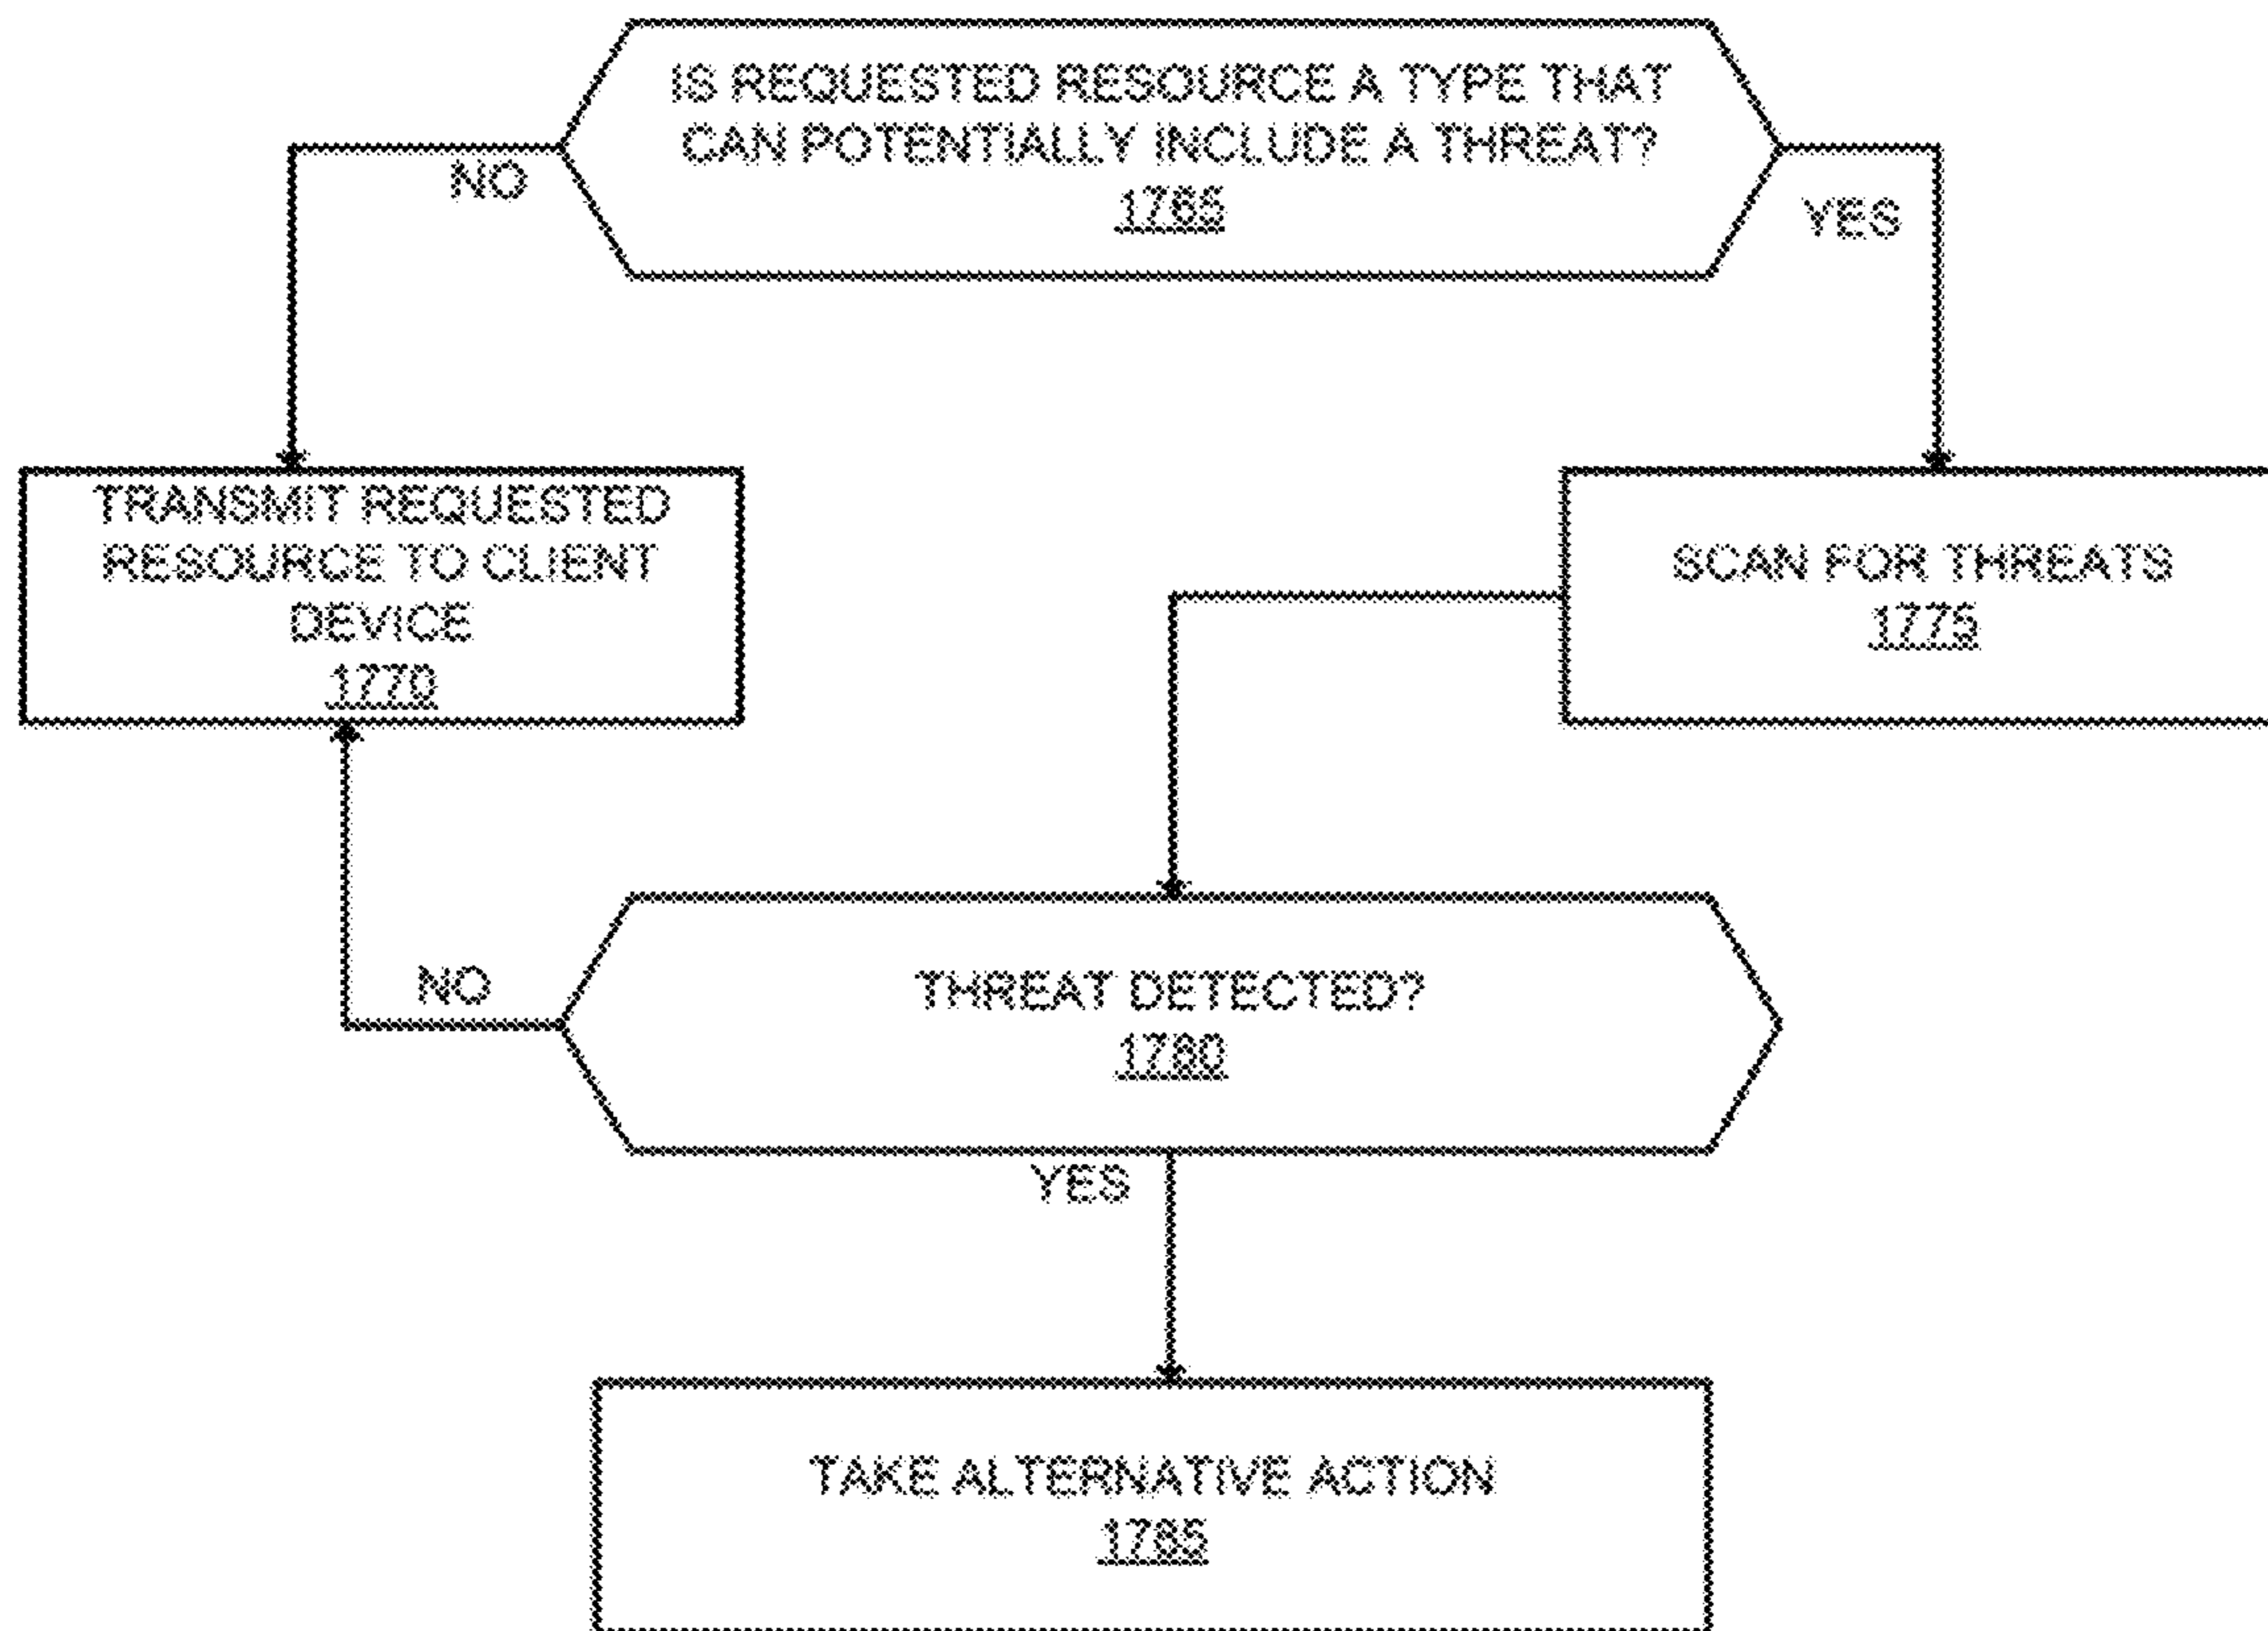 IS REQUESTED RESOURCE A TYPE THAT
CAN POTENTIALLY INCLUDE A THREAT?
1765
NO
YES
TRANSMIT REQUESTED
RESOURCE TO CLIENT
DEVICE
1770
SCAN FOR THREATS
1775
NO
THREAT DETECTED?
1780
YES
TAKE ALTERNATIVE ACTION
1785